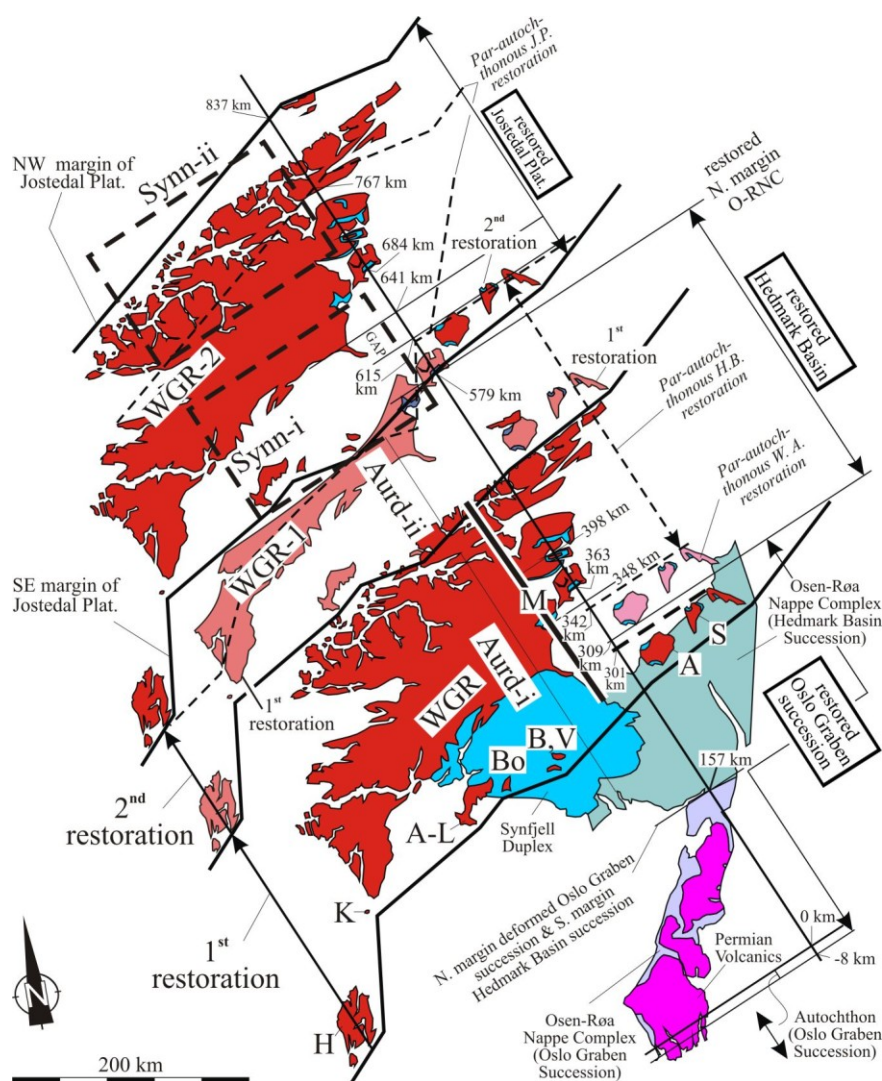 Par-autoch-
thonous J.P.
restoration
837 km
restored
Jostedal Plat.
NW margin of
Jostedal Plat.
Synn-ii
767 km
restored
N. margin
O-RNC
2nd
restoration
684 km
641 km
GAP
WGR-2
615
km
579 km
1st
restoration
restored
Hedmark Basin
Par-autoch-
thonous H.B.
restoration
Synn-i
Aurd-ii
Par-autoch-
thonous W. A.
restoration
WGR-1
398 km
363
km
348 km
M
342
km
SE margin of
Jostedal Plat.
309
km
301
km
S
A
Osen-Røa
Nappe Complex
(Hedmark Basin
Succession)
1st
restoration
Aurd-i
WGR
restored
Oslo Graben
succession
B,V
Bo
157 km
2nd
restoration
A-L
Synfjell
Duplex
K
N. margin deformed Oslo Graben
succession & S. margin
Hedmark Basin succession
0 km
-8 km
1st
restoration
Permian
Volcanics
N
H
Osen-Røa
Nappe Complex
(Oslo Graben
Succession)
Autochthon
(Oslo Graben
Succession)
200 km